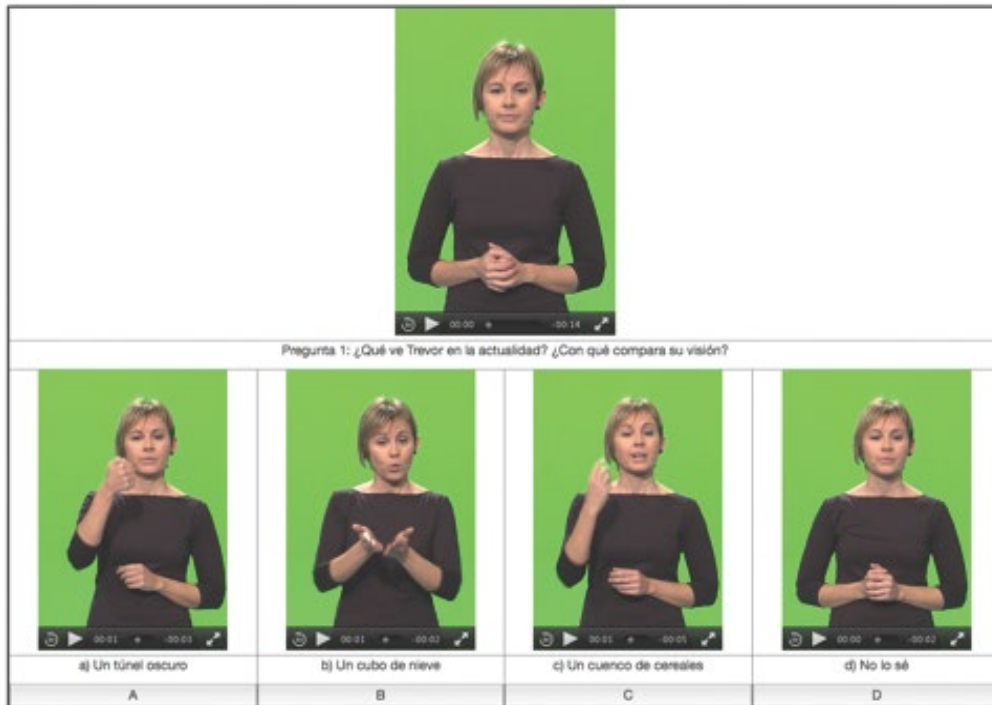 00:00 -00:14
Pregunta 1: ¿Qué ve Trevor en la actualidad? ¿Con qué compara su visión?
00:01 -00:03
00:01 -00:02
00:01 -00:05
00:00 -00:02
a) Un túnel oscuro
b) Un cubo de nieve
c) Un cuenco de cereales
d) No lo sé
A
B
C
D